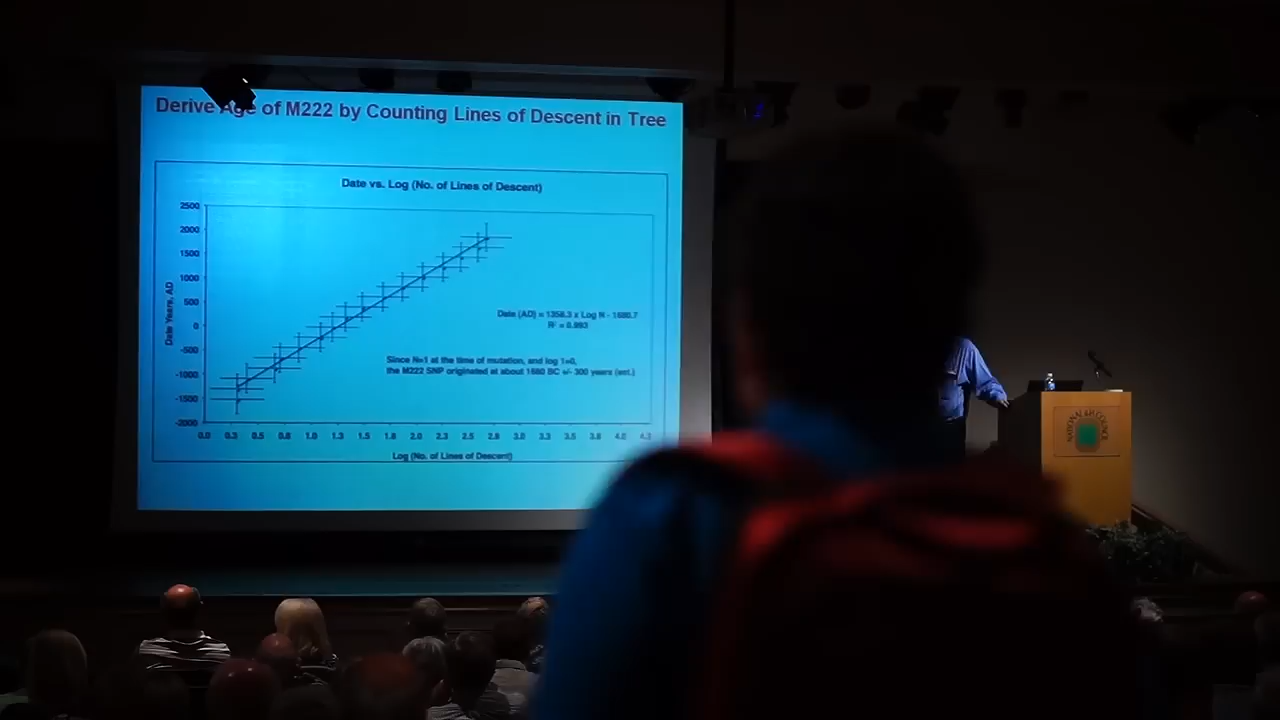 Derive Age of M222 by Counting Lines of Descent in Tree
Date vs. Log (No. of Lines of Descent)
2500
2000
1500
1000
500
0
-500
-1000
-1500
-2000
Date Years, AD
Date (AD) = 1358.3 x Log N - 1680.7
R² = 0.993
Since N=1 at the time of mutation, and log 1=0,
the M222 SNP originated at about 1680 BC +/- 300 years (est.)
0.0 0.3 0.5 0.8 1.0 1.3 1.5 1.8 2.0 2.3 2.5 2.8 3.0 3.3 3.5 3.8 4.0 4.3
Log (No. of Lines of Descent)
NATIONAL 4-H COUNCIL